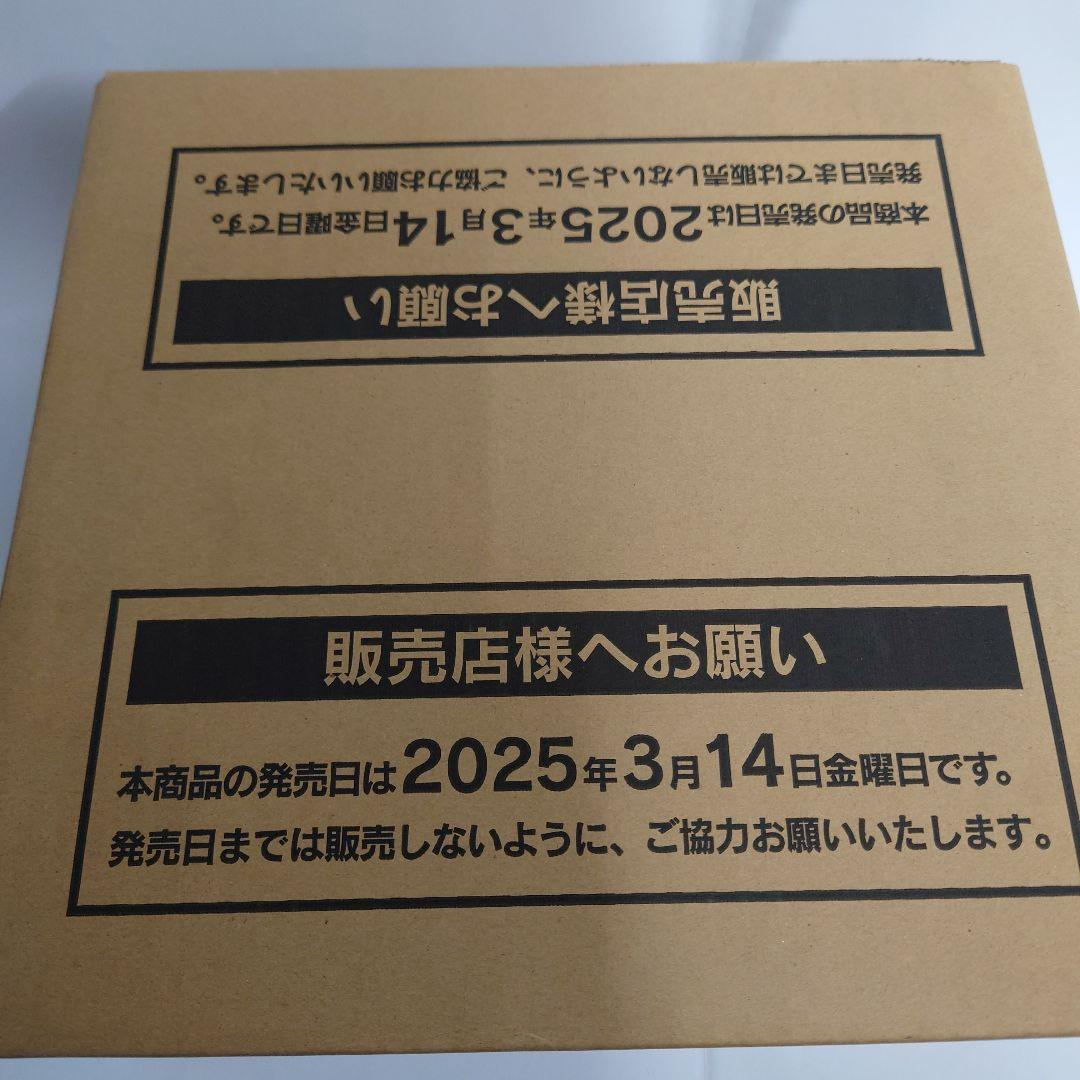 発売日までは販売しないように、ご協力お願いいたします。
本商品の発売日は2025年3月14日金曜日です。
販売店様へお願い
販売店様へお願い
本商品の発売日は2025年3月14日金曜日です。
発売日までは販売しないように、ご協力お願いいたします。